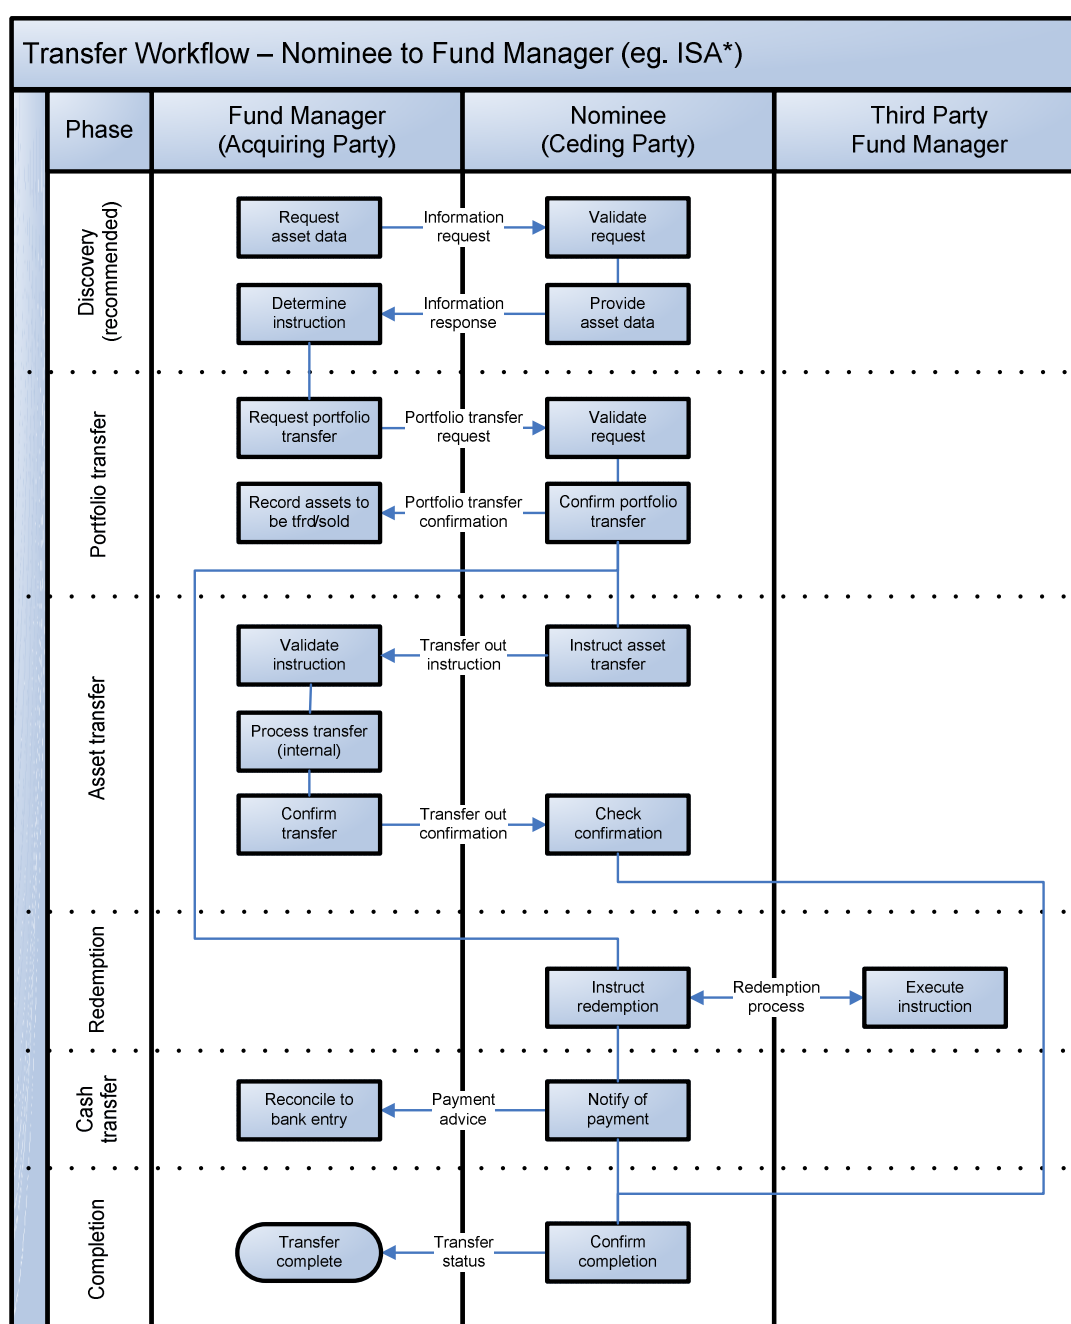 Transfer Workflow – Nominee to Fund Manager (eg. ISA*)
Phase
Fund Manager
(Acquiring Party)
Nominee
(Ceding Party)
Third Party
Fund Manager
Discovery
(recommended)
Request
asset data
Information
request
Validate
request
Determine
instruction
Information
response
Provide
asset data
Portfolio transfer
Request portfolio
transfer
Portfolio transfer
request
Validate
request
Record assets to
be tfrd/sold
Portfolio transfer
confirmation
Confirm portfolio
transfer
Asset transfer
Validate
instruction
Transfer out
instruction
Instruct asset
transfer
Process transfer
(internal)
Confirm
transfer
Transfer out
confirmation
Check
confirmation
Redemption
Instruct
redemption
Redemption
process
Execute
instruction
Cash
transfer
Reconcile to
bank entry
Payment
advice
Notify of
payment
Completion
Transfer
complete
Transfer
status
Confirm
completion